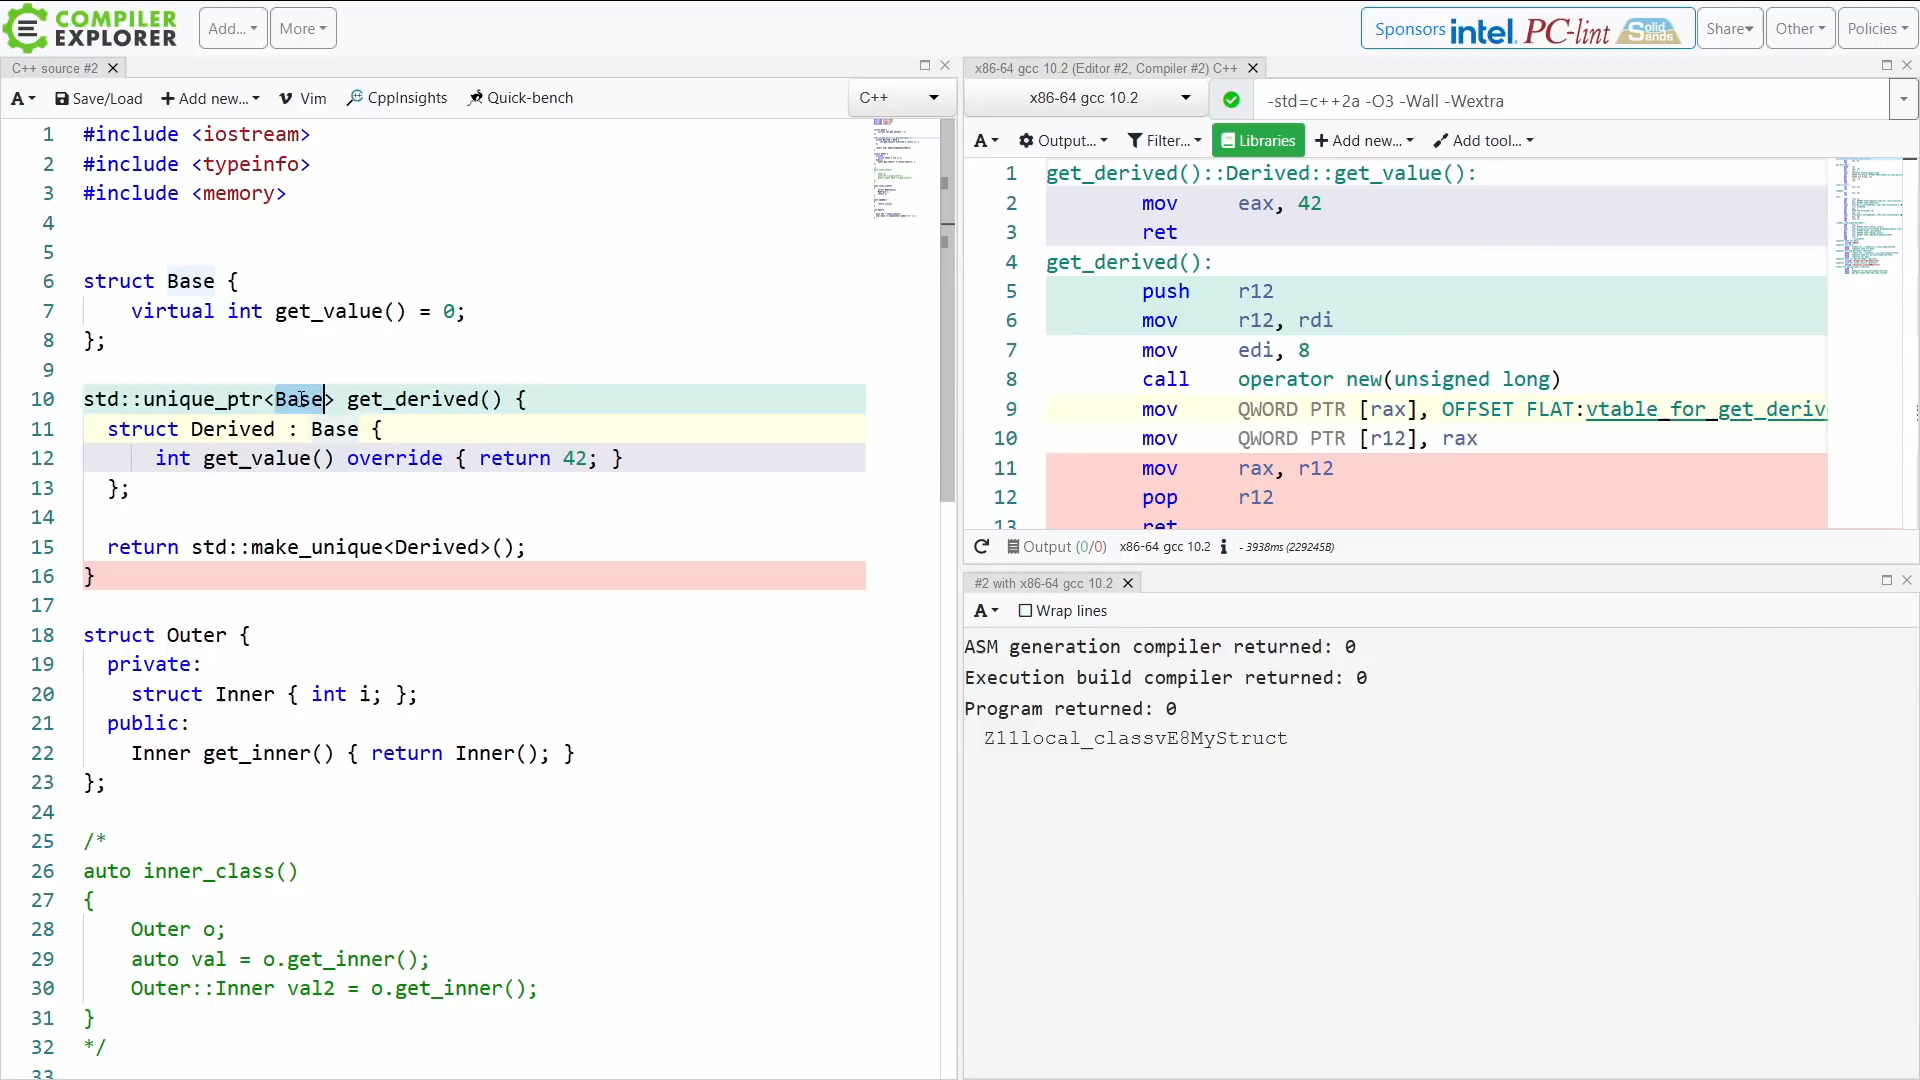 COMPILER
EXPLORER
Add...
More
Sponsors intel. PC-lint Solid Sands
Share
Other
Policies
C++ source #2
A
Save/Load
Add new...
Vim
CppInsights
Quick-bench
C++
1 #include <iostream>
2 #include <typeinfo>
3 #include <memory>
4
5
6 struct Base {
7 virtual int get_value() = 0;
8 };
9
10 std::unique_ptr<Base> get_derived() {
11 struct Derived : Base {
12 int get_value() override { return 42; }
13 };
14
15 return std::make_unique<Derived>();
16 }
17
18 struct Outer {
19 private:
20 struct Inner { int i; };
21 public:
22 Inner get_inner() { return Inner(); }
23 };
24
25 /*
26 auto inner_class()
27 {
28 Outer o;
29 auto val = o.get_inner();
30 Outer::Inner val2 = o.get_inner();
31 }
32 */
33
x86-64 gcc 10.2 (Editor #2, Compiler #2) C++
x86-64 gcc 10.2
-std=c++2a -O3 -Wall -Wextra
A
Output...
Filter...
Libraries
Add new...
Add tool...
1 get_derived()::Derived::get_value():
2 mov eax, 42
3 ret
4 get_derived():
5 push r12
6 mov r12, rdi
7 mov edi, 8
8 call operator new(unsigned long)
9 mov QWORD PTR [rax], OFFSET FLAT:vtable_for_get_deriv
10 mov QWORD PTR [r12], rax
11 mov rax, r12
12 pop r12
13 ret
Output (0/0) x86-64 gcc 10.2 i - 3938ms (229245B)
#2 with x86-64 gcc 10.2
A
Wrap lines
ASM generation compiler returned: 0
Execution build compiler returned: 0
Program returned: 0
Z11local_classvE8MyStruct